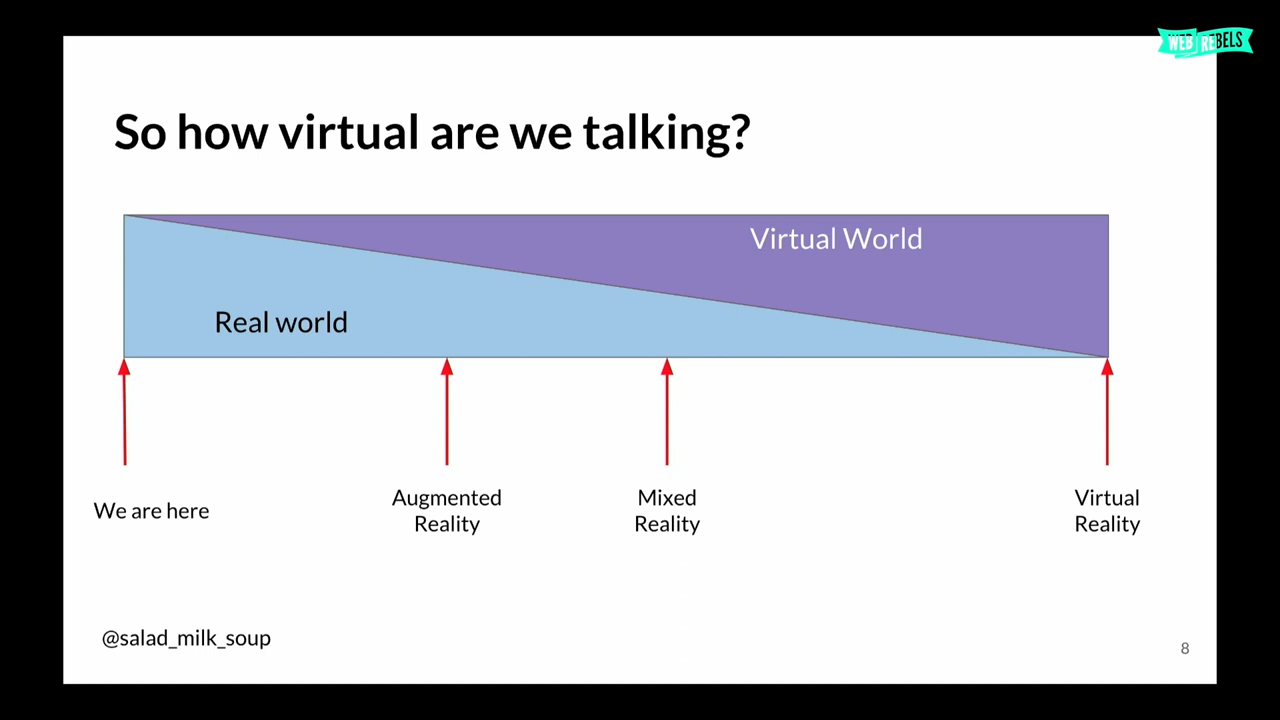 WEB REBELS
So how virtual are we talking?
Virtual World
Real world
We are here
Augmented
Reality
Mixed
Reality
Virtual
Reality
@salad_milk_soup
8